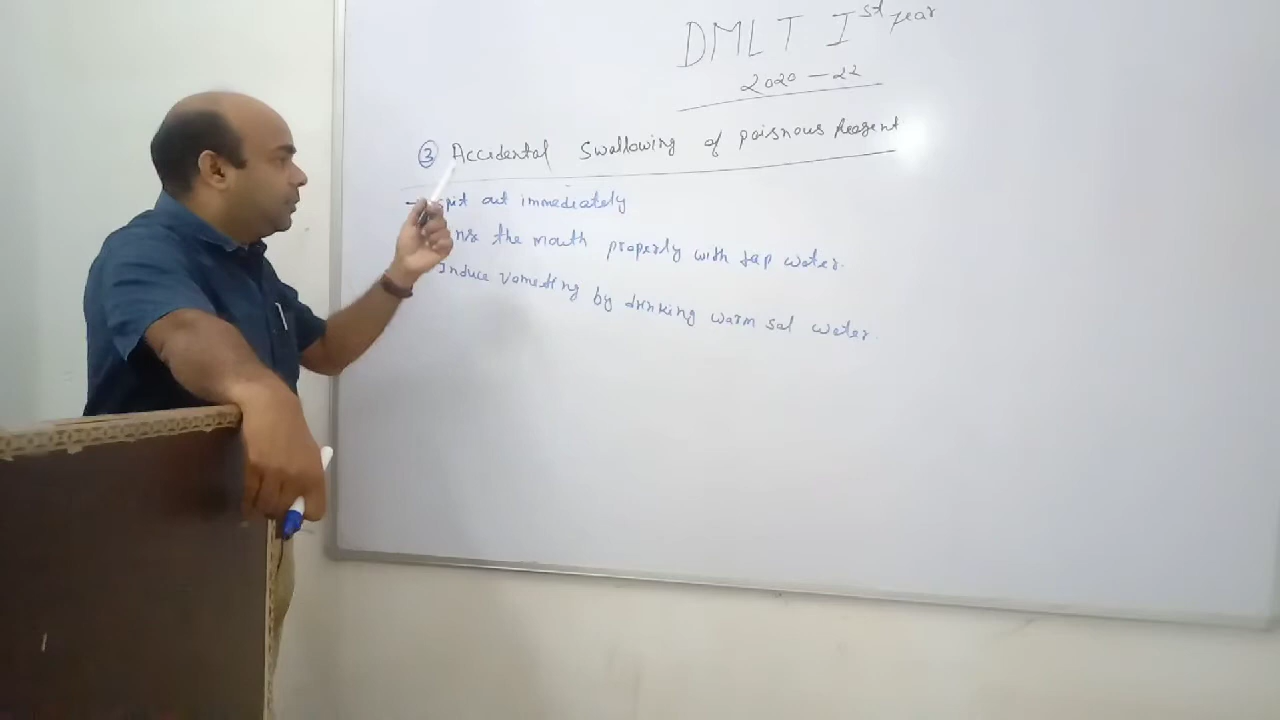 DMLT Ist year
2020-22
③ Accidental Swallowing of poisnous Reagent
- spit out immediately
the mouth properly with tap water.
Induce Vometting by drinking warm sal water.